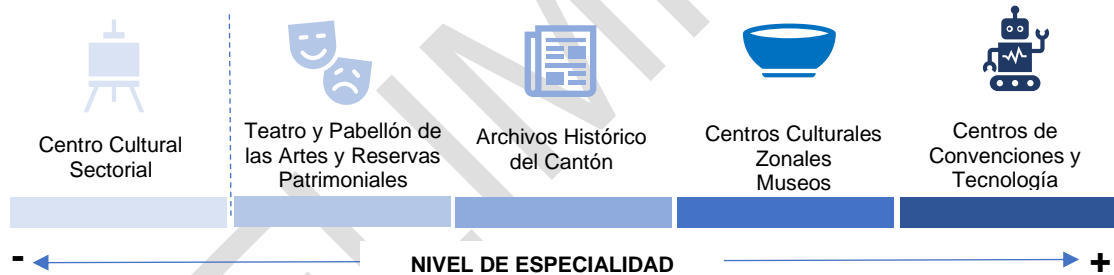 Centro Cultural
Sectorial
Teatro y Pabellón de
las Artes y Reservas
Patrimoniales
Archivos Histórico
del Cantón
Centros Culturales
Zonales
Museos
Centros de
Convenciones y
Tecnología
- NIVEL DE ESPECIALIDAD +